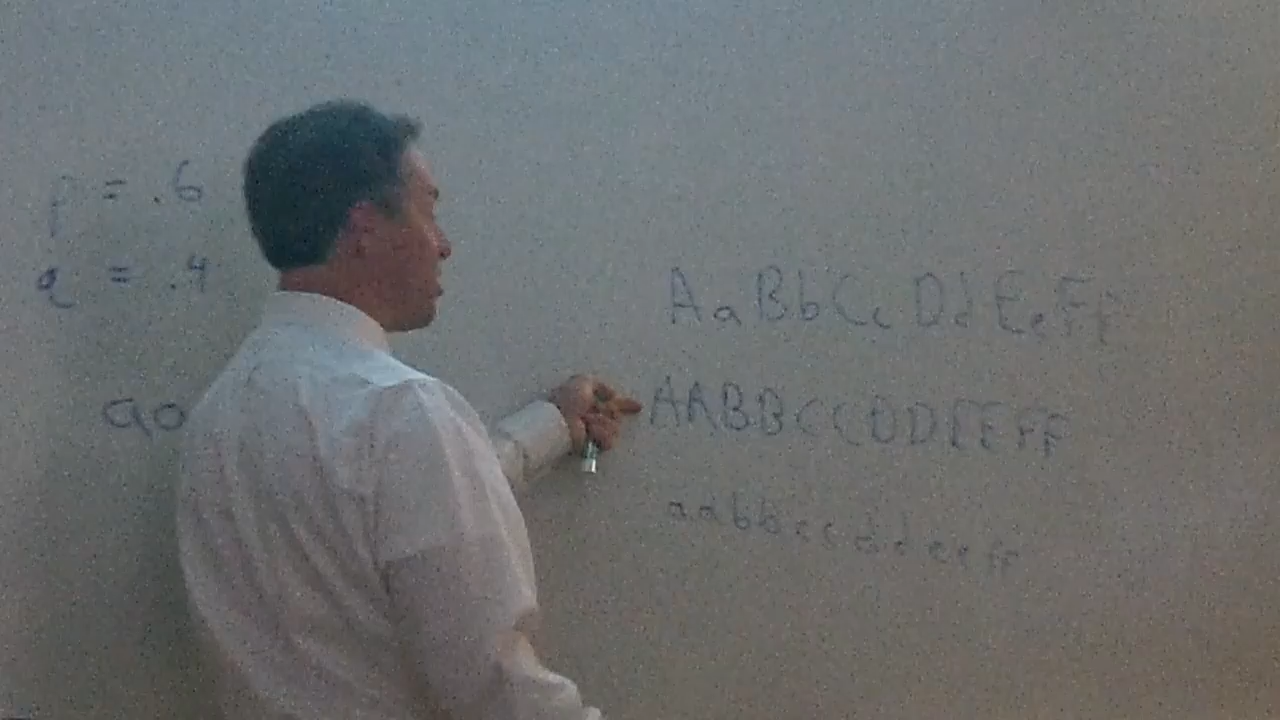 p = .6
q = .4
AaBbCcDdEeFf
AABBCCDDEEFF
aabbccddeeff